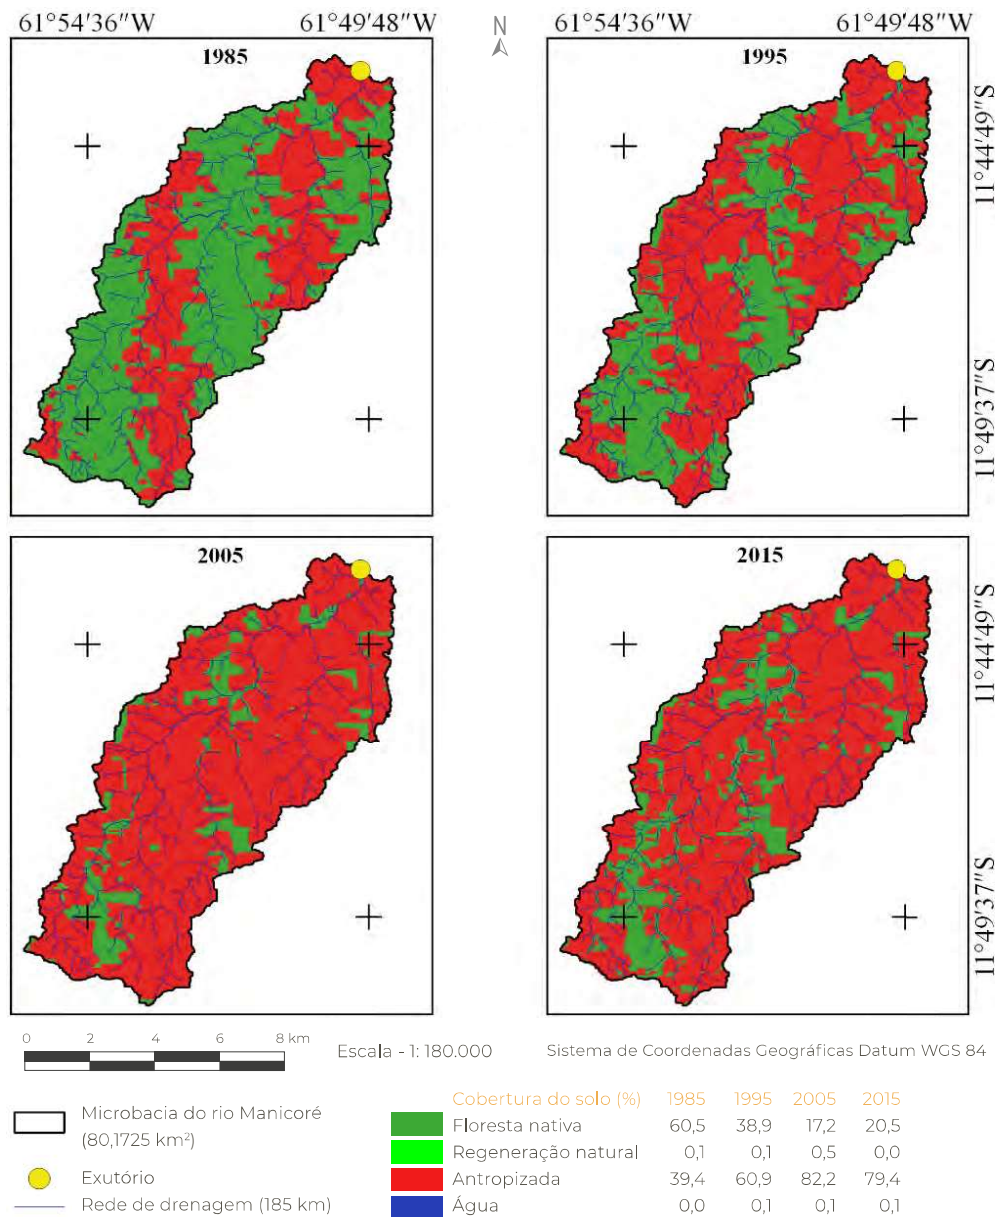 61°54′36″W 61°49′48″W N 61°54′36″W 61°49′48″W
1985 1995
11°44′49″S
11°49′37″S
2005 2015
11°44′49″S
11°49′37″S
0 2 4 6 8 km
Escala - 1: 180.000 Sistema de Coordenadas Geográficas Datum WGS 84
Microbacia do rio Manicoré
(80,1725 km²)
Exutório
Rede de drenagem (185 km)
Cobertura do solo (%) 1985 1995 2005 2015
Floresta nativa 60,5 38,9 17,2 20,5
Regeneração natural 0,1 0,1 0,5 0,0
Antropizada 39,4 60,9 82,2 79,4
Água 0,0 0,1 0,1 0,1